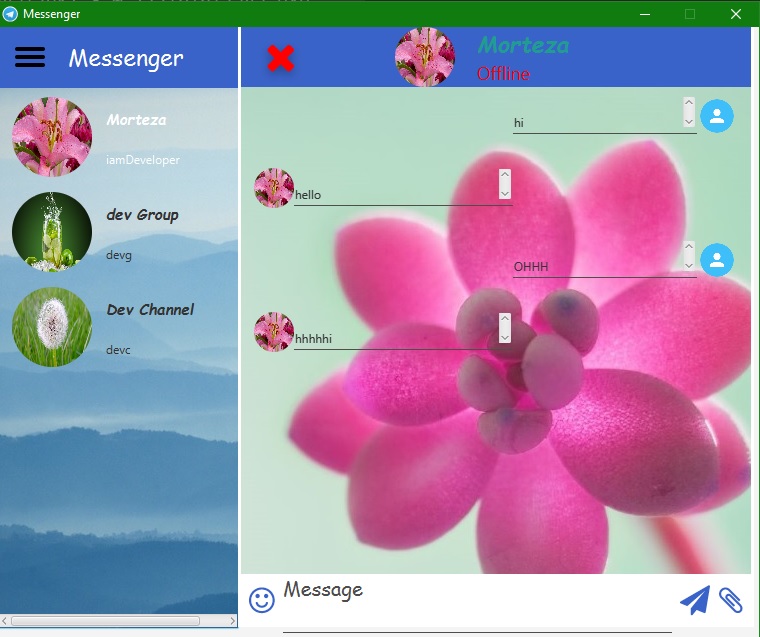 Messenger
Messenger
Morteza
iamDeveloper
dev Group
devg
Dev Channel
devc
Morteza
Offline
hi
hello
OHHH
hhhhhi
Message